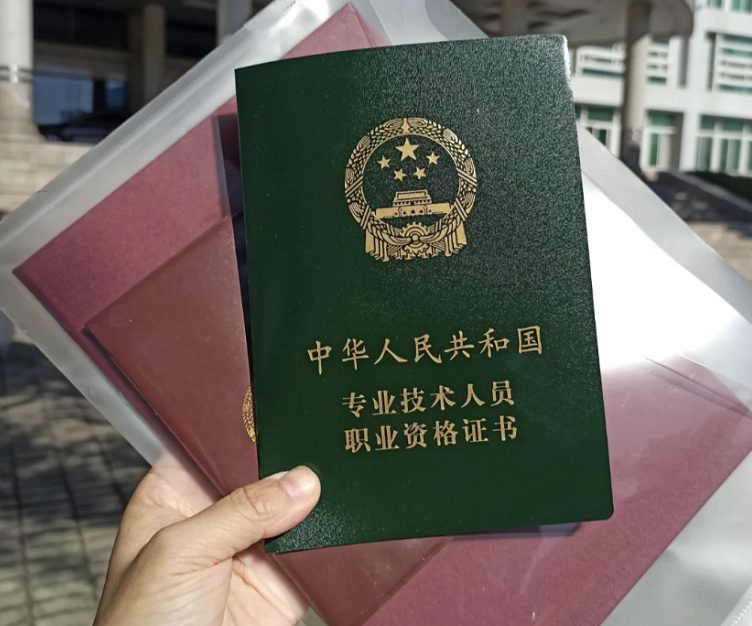 中华人民共和国
专业技术人员
职业资格证书